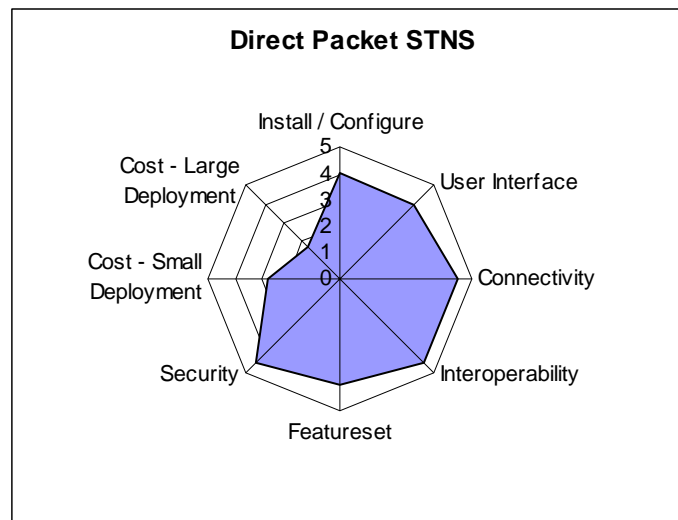 Direct Packet STNS
Install / Configure
5
Cost - Large
Deployment
4
User Interface
3
2
Cost - Small
Deployment
1
0
Connectivity
Security
Interoperability
Featureset